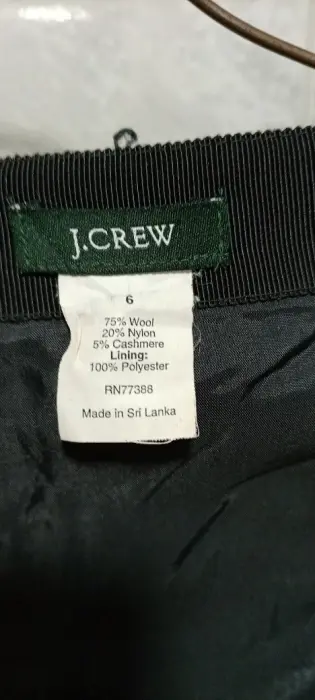 J.CREW
6
75% Wool
20% Nylon
5% Cashmere
Lining:
100% Polyester
RN77388
Made in Sri Lanka